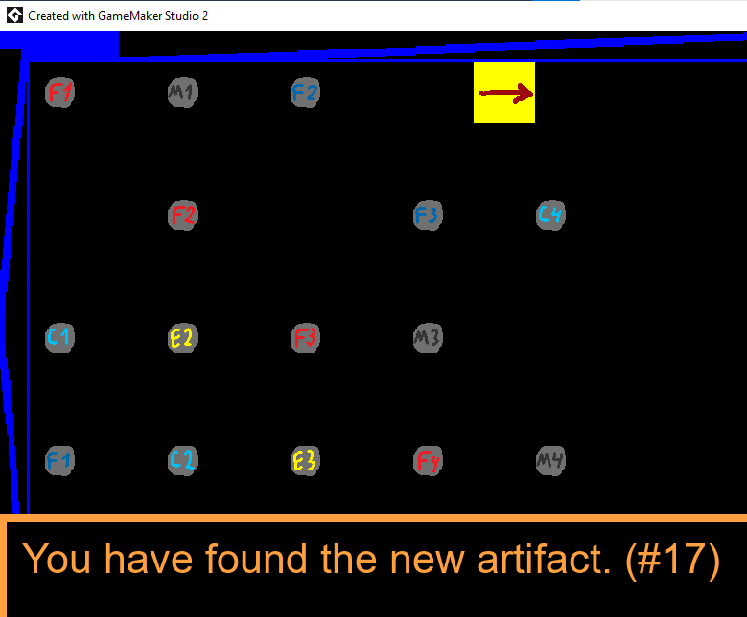 Created with GameMaker Studio 2
F1 M1 F2
F2 F3 C4
C1 E2 F3 M3
F1 C2 E3 F4 M4
You have found the new artifact. (#17)